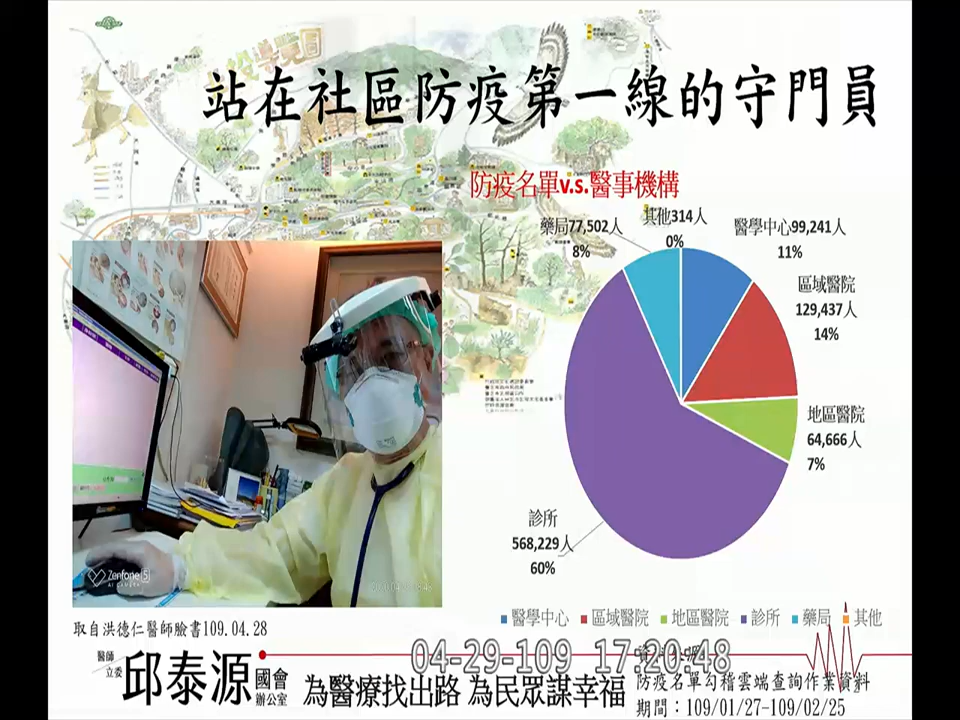 站在社區防疫第一線的守門員
防疫名單v.s.醫事機構
藥局77,502人
8%
其他314人
0%
醫學中心99,241人
11%
區域醫院
129,437人
14%
地區醫院
64,666人
7%
診所
568,229人
60%
醫學中心 區域醫院 地區醫院 診所 藥局 其他
Zenfone 5
AI CAMERA
取自洪德仁醫師臉書109.04.28
醫師
立委
邱泰源
國會
辦公室
為醫療找出路 為民眾謀幸福
04-29-109 17:20:48
防疫名單勾稽雲端查詢作業資料
期間：109/01/27-109/02/25